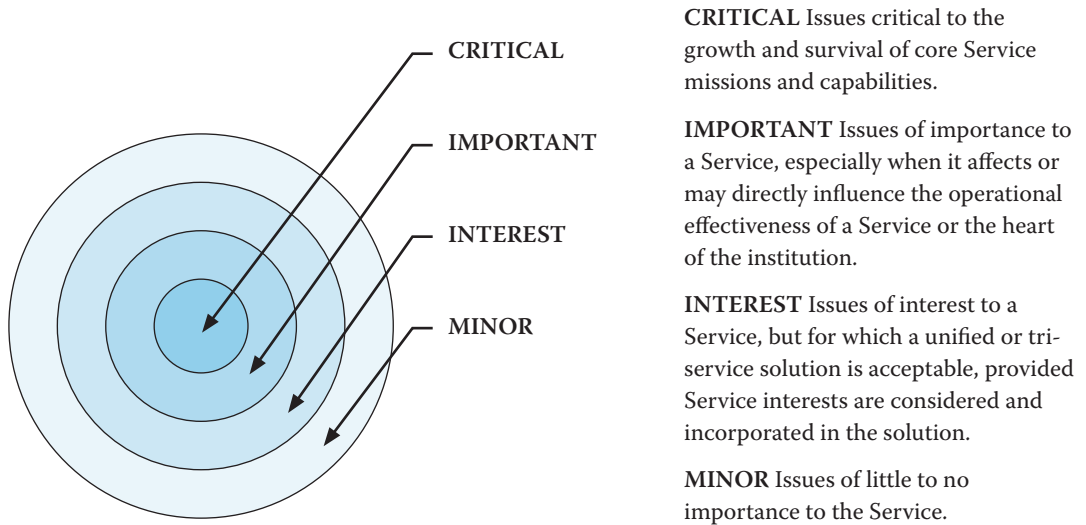 CRITICAL
IMPORTANT
INTEREST
MINOR
CRITICAL Issues critical to the
growth and survival of core Service
missions and capabilities.
IMPORTANT Issues of importance to
a Service, especially when it affects or
may directly influence the operational
effectiveness of a Service or the heart
of the institution.
INTEREST Issues of interest to a
Service, but for which a unified or tri-
service solution is acceptable, provided
Service interests are considered and
incorporated in the solution.
MINOR Issues of little to no
importance to the Service.